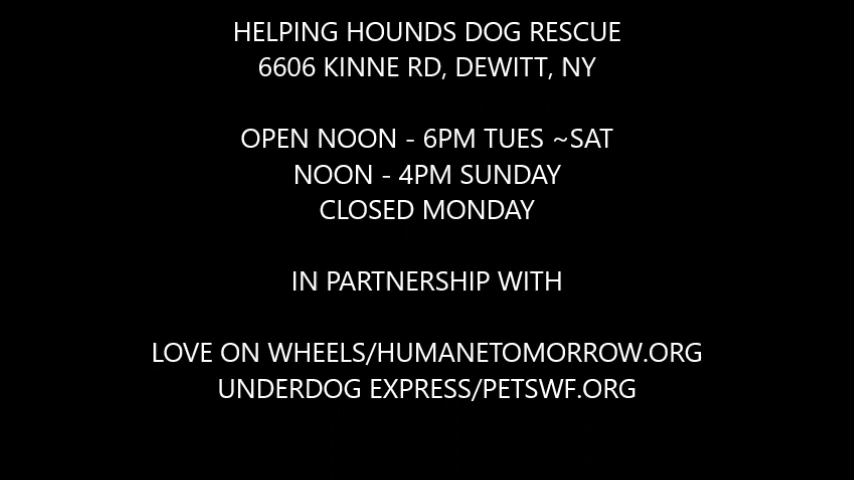 HELPING HOUNDS DOG RESCUE
6606 KINNE RD, DEWITT, NY
OPEN NOON - 6PM TUES ~SAT
NOON - 4PM SUNDAY
CLOSED MONDAY
IN PARTNERSHIP WITH
LOVE ON WHEELS/HUMANETOMORROW.ORG
UNDERDOG EXPRESS/PETSWF.ORG